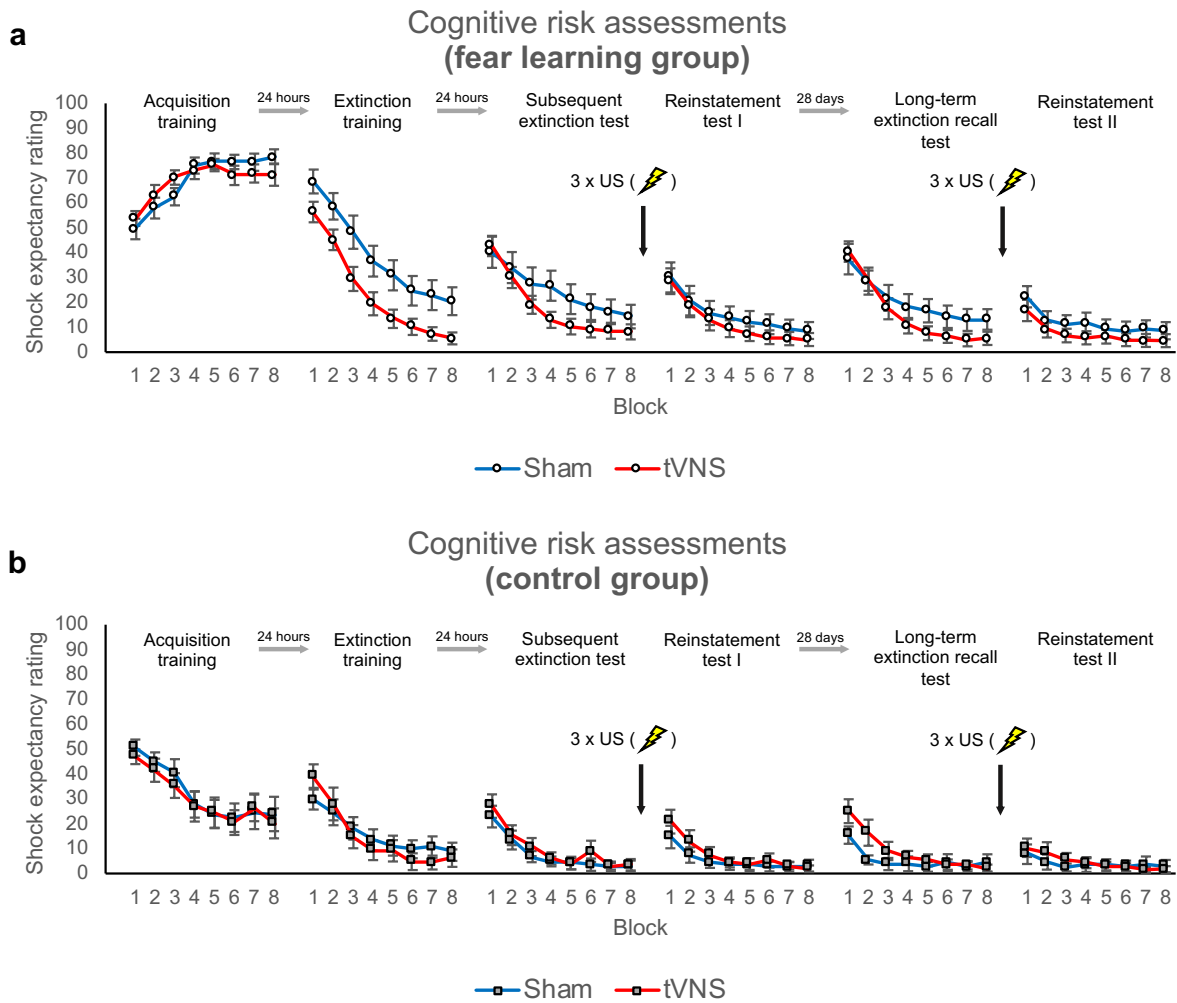 a
Cognitive risk assessments
(fear learning group)
Shock expectancy rating
100
90
80
70
60
50
40
30
20
10
0
Acquisition
training
24 hours
Extinction
training
24 hours
Subsequent
extinction test
Reinstatement
test I
28 days
Long-term
extinction recall
test
Reinstatement
test II
3 x US ( )
3 x US ( )
1 2 3 4 5 6 7 8 1 2 3 4 5 6 7 8 1 2 3 4 5 6 7 8 1 2 3 4 5 6 7 8 1 2 3 4 5 6 7 8 1 2 3 4 5 6 7 8
Block
Sham tVNS
b
Cognitive risk assessments
(control group)
Shock expectancy rating
100
90
80
70
60
50
40
30
20
10
0
Acquisition
training
24 hours
Extinction
training
24 hours
Subsequent
extinction test
Reinstatement
test I
28 days
Long-term
extinction recall
test
Reinstatement
test II
3 x US ( )
3 x US ( )
1 2 3 4 5 6 7 8 1 2 3 4 5 6 7 8 1 2 3 4 5 6 7 8 1 2 3 4 5 6 7 8 1 2 3 4 5 6 7 8 1 2 3 4 5 6 7 8
Block
Sham tVNS